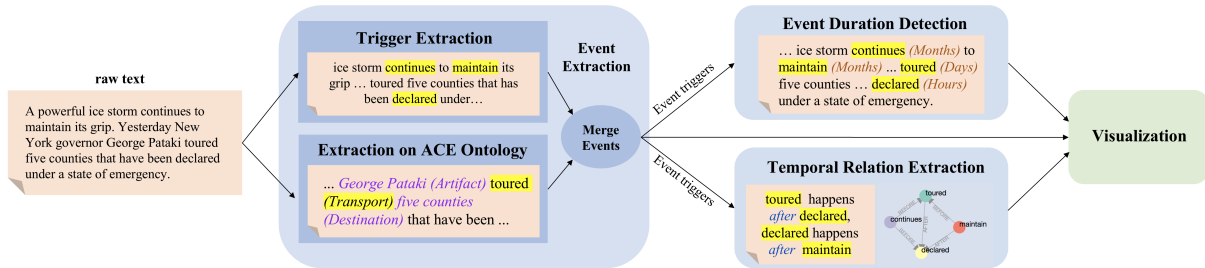 raw text
A powerful ice storm continues to
maintain its grip. Yesterday New
York governor George Pataki toured
five counties that have been declared
under a state of emergency.
Trigger Extraction
ice storm continues to maintain its
grip … toured five counties that has
been declared under…
Extraction on ACE Ontology
... George Pataki (Artifact) toured
(Transport) five counties
(Destination) that have been ...
Event
Extraction
Merge
Events
Event triggers
Event triggers
Event Duration Detection
… ice storm continues (Months) to
maintain (Months) ... toured (Days)
five counties … declared (Hours)
under a state of emergency.
Temporal Relation Extraction
toured happens
after declared,
declared happens
after maintain
toured
continues
maintain
declared
BEFORE
BEFORE
AFTER
BEFORE
AFTER
Visualization